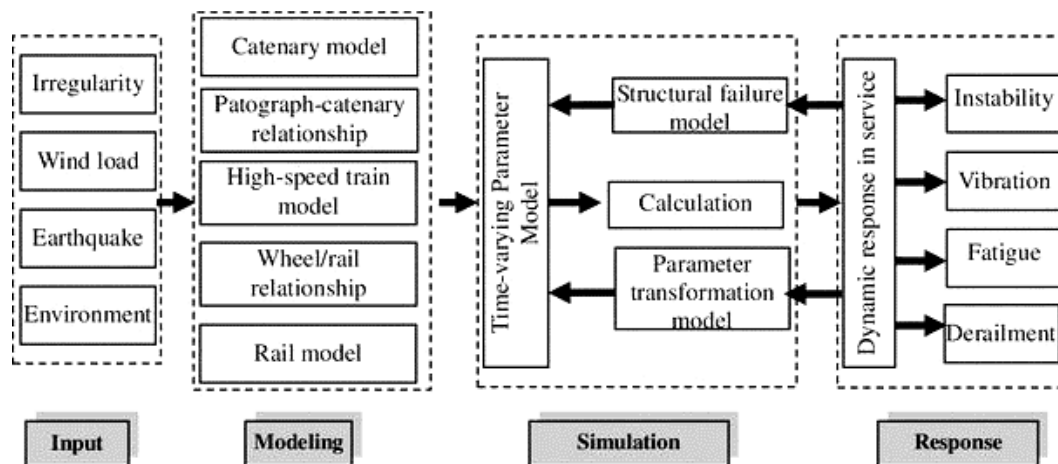 Irregularity
Wind load
Earthquake
Environment
Catenary model
Patograph-catenary
relationship
High-speed train
model
Wheel/rail
relationship
Rail model
Time-varying Parameter
Model
Structural failure
model
Calculation
Parameter
transformation
model
Dynamic response in service
Instability
Vibration
Fatigue
Derailment
Input
Modeling
Simulation
Response